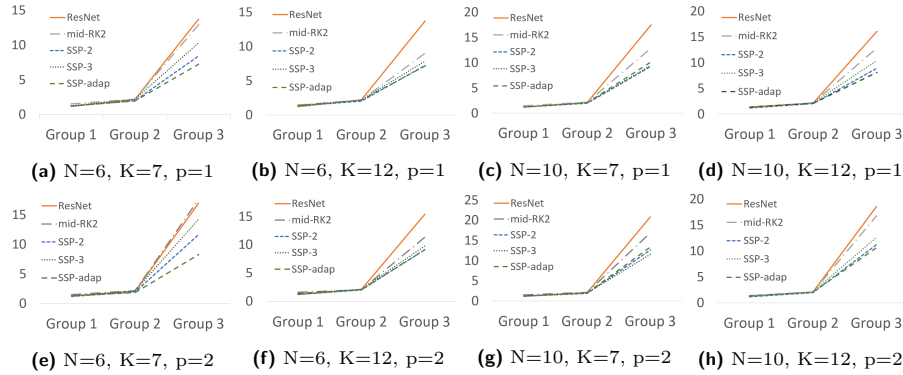 15
10
5
0
ResNet
mid-RK2
SSP-2
SSP-3
SSP-adap
Group 1 Group 2 Group 3
(a) N=6, K=7, p=1
15
10
5
0
ResNet
mid-RK2
SSP-2
SSP-3
SSP-adap
Group 1 Group 2 Group 3
(b) N=6, K=12, p=1
20
15
10
5
0
ResNet
mid-RK2
SSP-2
SSP-3
SSP-adap
Group 1 Group 2 Group 3
(c) N=10, K=7, p=1
20
15
10
5
0
ResNet
mid-RK2
SSP-2
SSP-3
SSP-adap
Group 1 Group 2 Group 3
(d) N=10, K=12, p=1
15
10
5
0
ResNet
mid-RK2
SSP-2
SSP-3
SSP-adap
Group 1 Group 2 Group 3
(e) N=6, K=7, p=2
15
10
5
0
ResNet
mid-RK2
SSP-2
SSP-3
SSP-adap
Group 1 Group 2 Group 3
(f) N=6, K=12, p=2
25
20
15
10
5
0
ResNet
mid-RK2
SSP-2
SSP-3
SSP-adap
Group 1 Group 2 Group 3
(g) N=10, K=7, p=2
20
15
10
5
0
ResNet
mid-RK2
SSP-2
SSP-3
SSP-adap
Group 1 Group 2 Group 3
(h) N=10, K=12, p=2